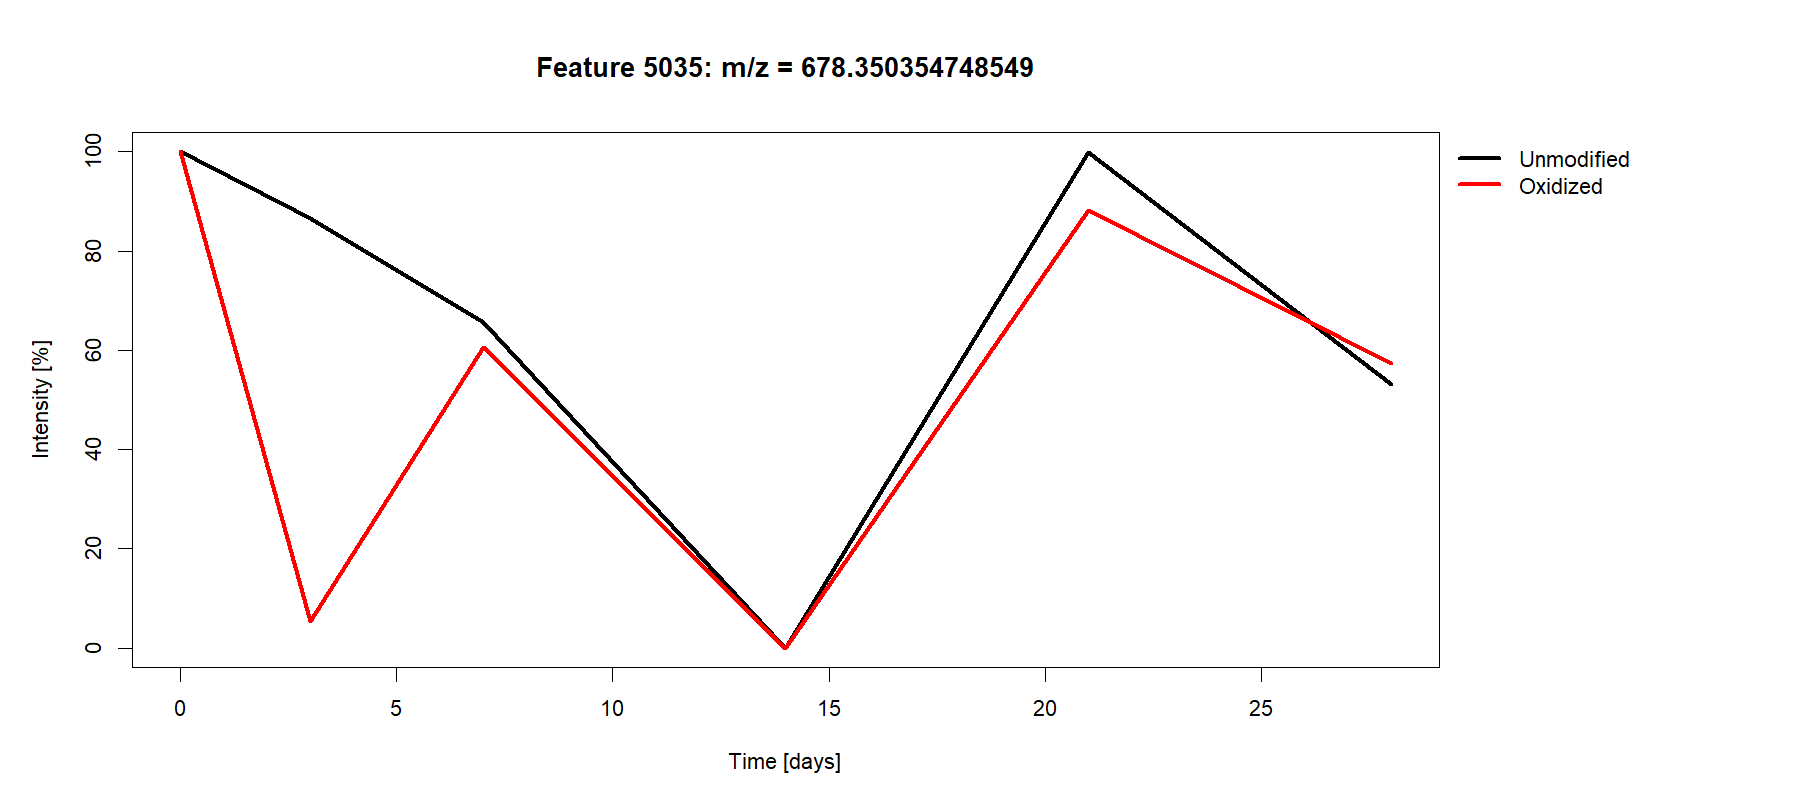 Feature 5035: m/z = 678.350354748549
Unmodified
Oxidized
Intensity [%]
100
80
60
40
20
0
0 5 10 15 20 25
Time [days]